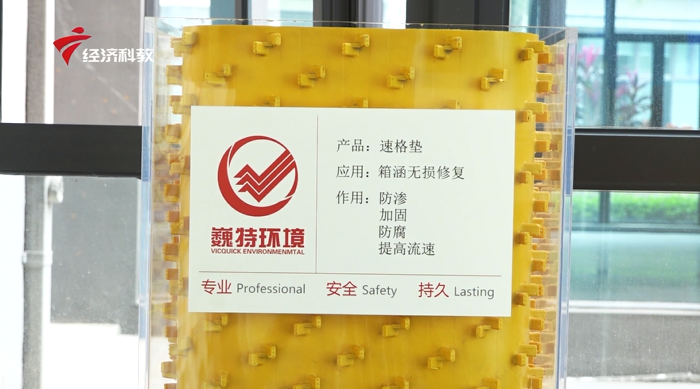 经济科教
产品：速格垫
应用：箱涵无损修复
作用：防渗
加固
防腐
提高流速
巍特环境
VICQUICK ENVIRONMENMTAL
专业 Professional 安全 Safety 持久 Lasting